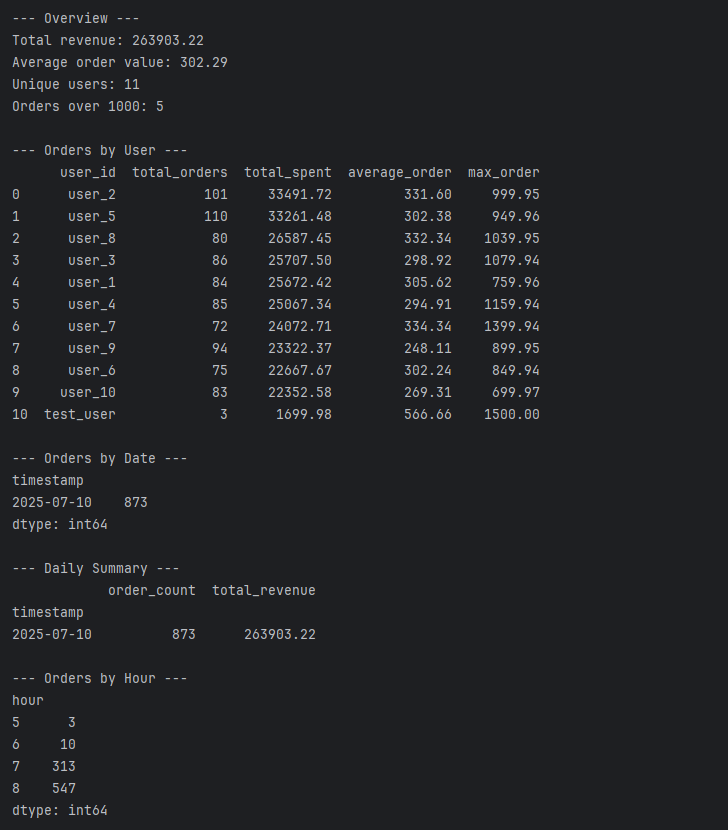 --- Overview ---
Total revenue: 263903.22
Average order value: 302.29
Unique users: 11
Orders over 1000: 5
--- Orders by User ---
user_id  total_orders  total_spent  average_order  max_order
0      user_2           101     33491.72         331.60     999.95
1      user_5           110     33261.48         302.38     949.96
2      user_8            80     26587.45         332.34    1039.95
3      user_3            86     25707.50         298.92    1079.94
4      user_1            84     25672.42         305.62     759.96
5      user_4            85     25067.34         294.91    1159.94
6      user_7            72     24072.71         334.34    1399.94
7      user_9            94     23322.37         248.11     899.95
8      user_6            75     22667.67         302.24     849.94
9     user_10            83     22352.58         269.31     699.97
10  test_user             3      1699.98         566.66    1500.00
--- Orders by Date ---
timestamp
2025-07-10    873
dtype: int64
--- Daily Summary ---
order_count  total_revenue
timestamp
2025-07-10          873      263903.22
--- Orders by Hour ---
hour
5      3
6     10
7    313
8    547
dtype: int64